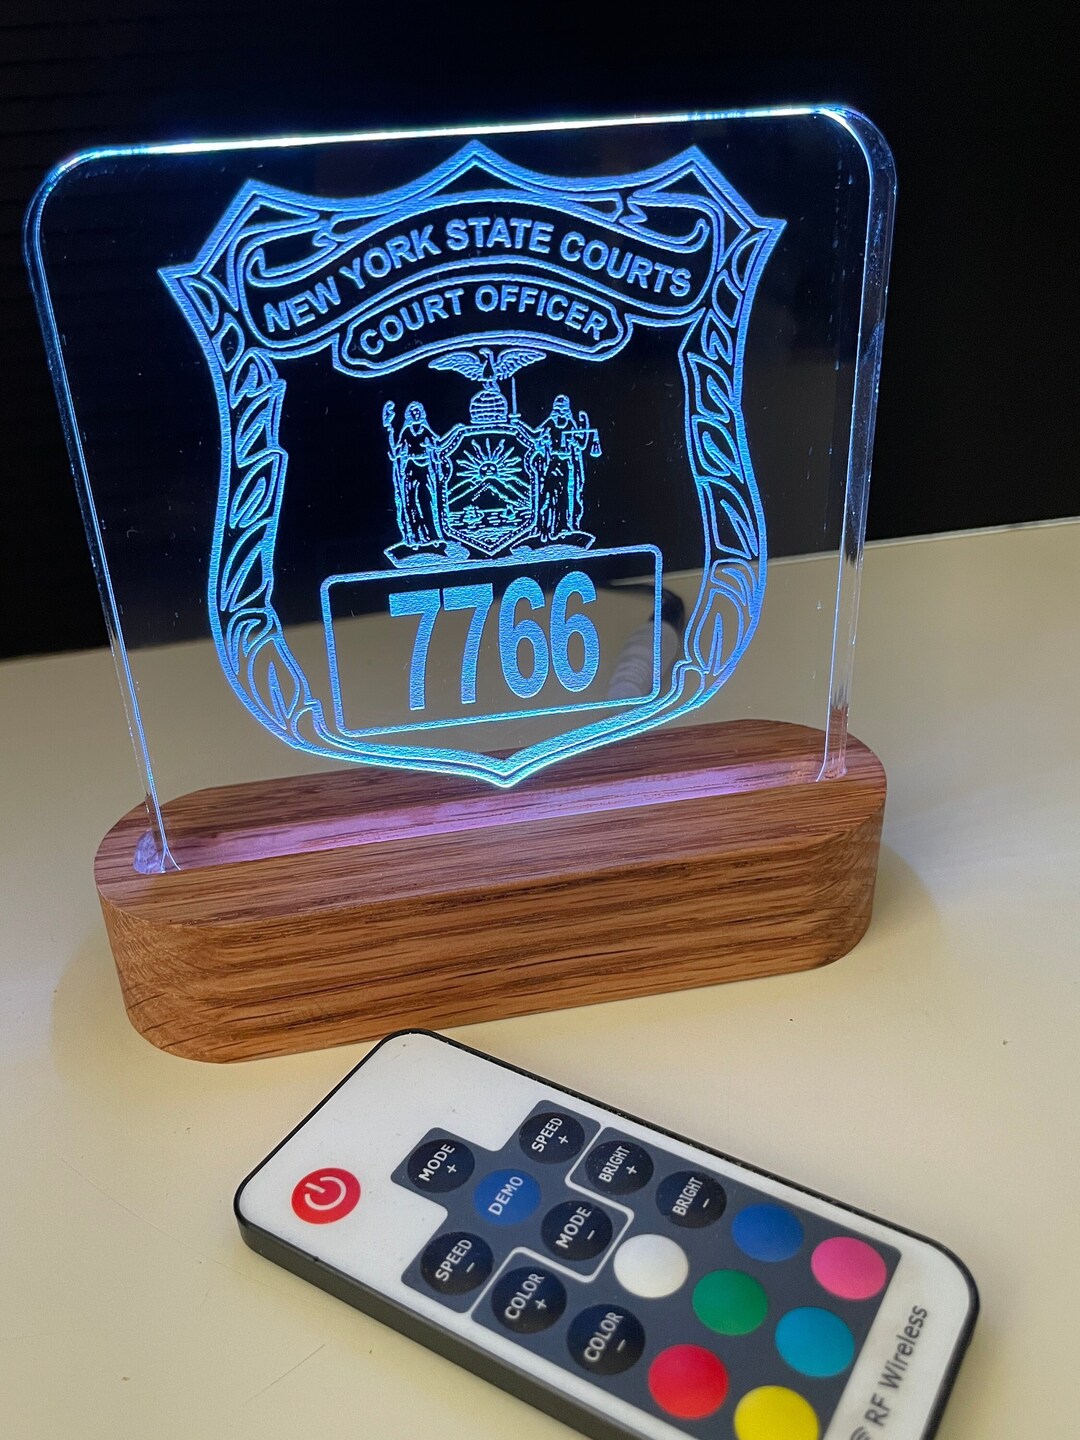 NEW YORK STATE COURTS
COURT OFFICER
7766
MODE +
SPEED +
DEMO
BRIGHT +
SPEED -
MODE -
BRIGHT -
COLOR +
COLOR -
RF Wireless